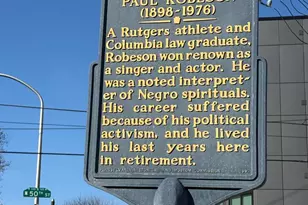 PAUL ROBESON
(1898-1976)
A Rutgers athlete and
Columbia law graduate,
Robeson won renown as
a singer and actor. He
was a noted interpret-
er of Negro spirituals.
His career suffered
because of his political
activism, and he lived
his last years here
in retirement.
N 50TH ST